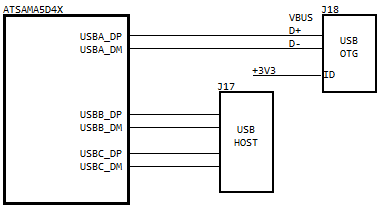 ATSAMA5D4X
J18
VBUS
USBA_DP
D+
USBA_DM
D-
USB
OTG
+3V3
ID
J17
USBB_DP
USBB_DM
USB
HOST
USBC_DP
USBC_DM